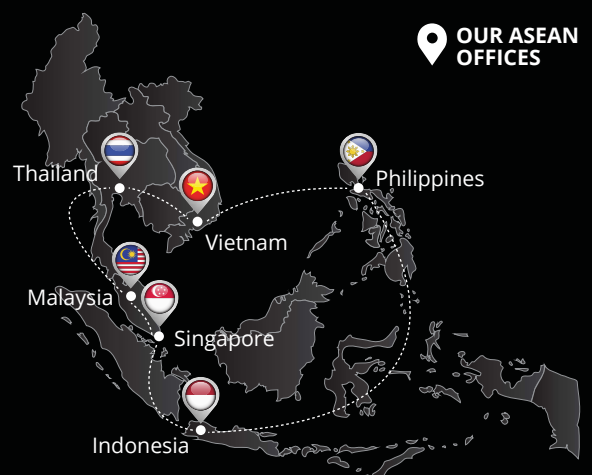 OUR ASEAN
OFFICES
Thailand
Philippines
Vietnam
Malaysia
Singapore
Indonesia